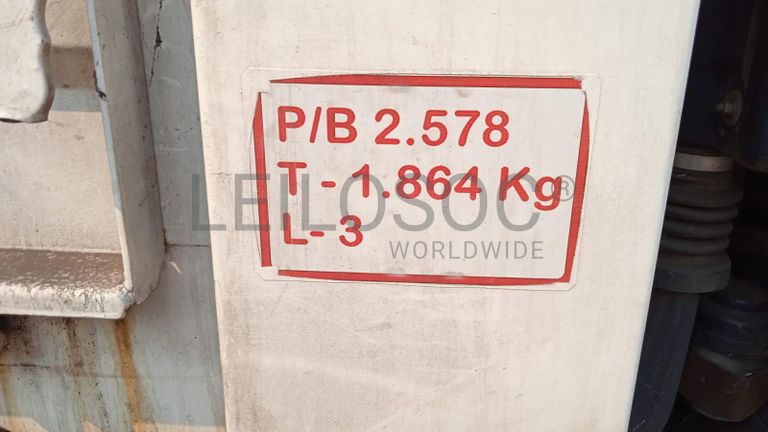 P/B 2.578
T - 1.864 Kg
LEILOSOC®
L- 3
WORLDWIDE